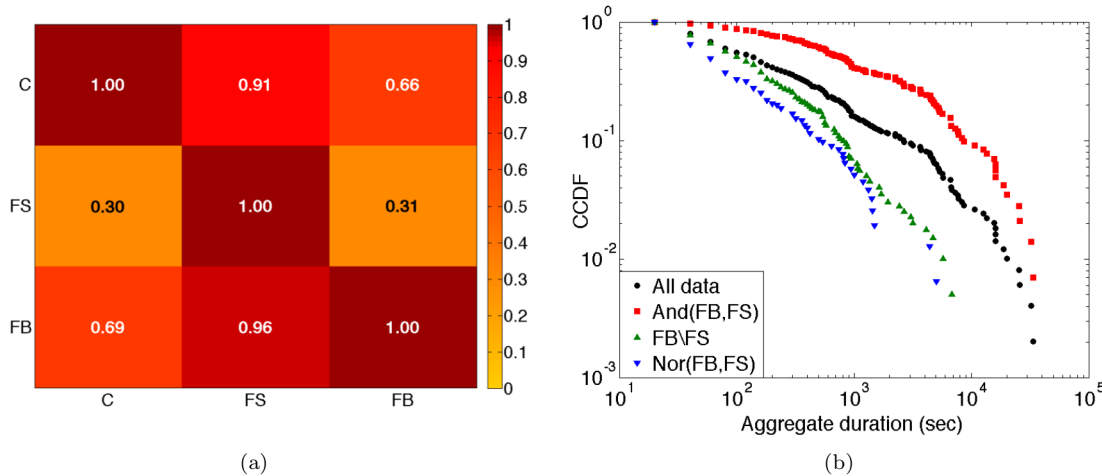 C
1.00 0.91 0.66
FS
0.30 1.00 0.31
FB
0.69 0.96 1.00
C FS FB
1
0.9
0.8
0.7
0.6
0.5
0.4
0.3
0.2
0.1
0
(a)
CCDF
10^0
10^-1
10^-2
10^-3
All data
And(FB,FS)
FB\FS
Nor(FB,FS)
10^1 10^2 10^3 10^4 10^5
Aggregate duration (sec)
(b)